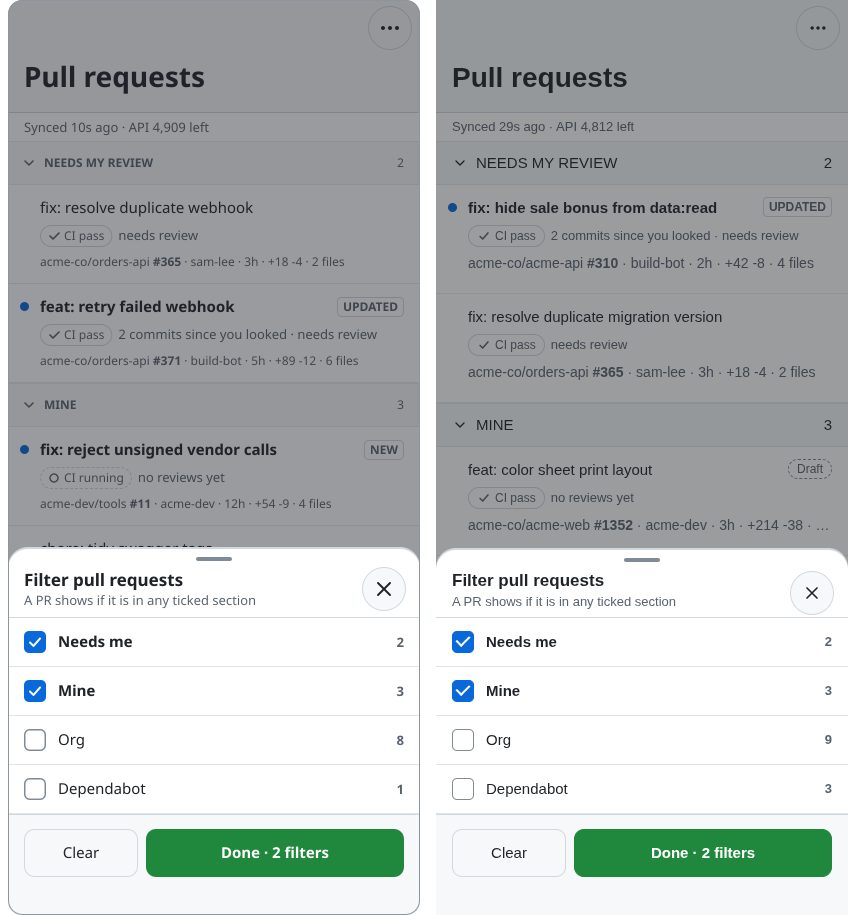 Pull requests
Synced 10s ago · API 4,909 left
NEEDS MY REVIEW 2
fix: resolve duplicate webhook
CI pass needs review
acme-co/orders-api #365 · sam-lee · 3h · +18 -4 · 2 files
feat: retry failed webhook UPDATED
CI pass 2 commits since you looked · needs review
acme-co/orders-api #371 · build-bot · 5h · +89 -12 · 6 files
MINE 3
fix: reject unsigned vendor calls NEW
CI running no reviews yet
acme-dev/tools #11 · acme-dev · 12h · +54 -9 · 4 files
Filter pull requests
A PR shows if it is in any ticked section
Needs me 2
Mine 3
Org 8
Dependabot 1
Clear Done · 2 filters
Pull requests
Synced 29s ago · API 4,812 left
NEEDS MY REVIEW 2
fix: hide sale bonus from data:read UPDATED
CI pass 2 commits since you looked · needs review
acme-co/acme-api #310 · build-bot · 2h · +42 -8 · 4 files
fix: resolve duplicate migration version
CI pass needs review
acme-co/orders-api #365 · sam-lee · 3h · +18 -4 · 2 files
MINE 3
feat: color sheet print layout Draft
CI pass no reviews yet
acme-co/acme-web #1352 · acme-dev · 3h · +214 -38 · …
Filter pull requests
A PR shows if it is in any ticked section
Needs me 2
Mine 3
Org 9
Dependabot 3
Clear Done · 2 filters